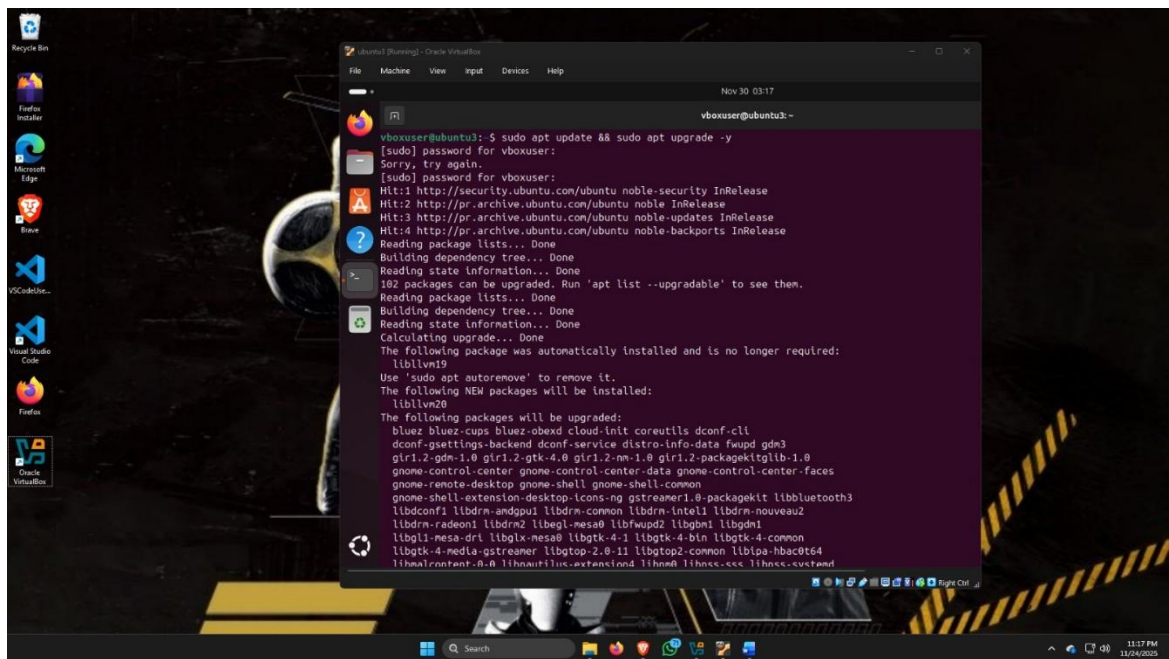 Recycle Bin
Firefox
Installer
Microsoft
Edge
Brave
VSCodeUse...
Visual Studio
Code
Firefox
Oracle
VirtualBox
ubuntu3 [Running] - Oracle VirtualBox
File Machine View Input Devices Help
Nov 30 03:17
vboxuser@ubuntu3: ~
vboxuser@ubuntu3:~$ sudo apt update && sudo apt upgrade -y
[sudo] password for vboxuser:
Sorry, try again.
[sudo] password for vboxuser:
Hit:1 http://security.ubuntu.com/ubuntu noble-security InRelease
Hit:2 http://pr.archive.ubuntu.com/ubuntu noble InRelease
Hit:3 http://pr.archive.ubuntu.com/ubuntu noble-updates InRelease
Hit:4 http://pr.archive.ubuntu.com/ubuntu noble-backports InRelease
Reading package lists... Done
Building dependency tree... Done
Reading state information... Done
102 packages can be upgraded. Run 'apt list --upgradable' to see them.
Reading package lists... Done
Building dependency tree... Done
Reading state information... Done
Calculating upgrade... Done
The following package was automatically installed and is no longer required:
libllvm19
Use 'sudo apt autoremove' to remove it.
The following NEW packages will be installed:
libllvm20
The following packages will be upgraded:
bluez bluez-cups bluez-obexd cloud-init coreutils dconf-cli
dconf-gsettings-backend dconf-service distro-info-data fwupd gdm3
gir1.2-gdm-1.0 gir1.2-gtk-4.0 gir1.2-nm-1.0 gir1.2-packagekitglib-1.0
gnome-control-center gnome-control-center-data gnome-control-center-faces
gnome-remote-desktop gnome-shell gnome-shell-common
gnome-shell-extension-desktop-icons-ng gstreamer1.0-packagekit libbluetooth3
libdconf1 libdrm-amdgpu1 libdrm-common libdrm-intel1 libdrm-nouveau2
libdrm-radeon1 libdrm2 libegl-mesa0 libfwupd2 libgbm1 libgdm1
libgl1-mesa-dri libglx-mesa0 libgtk-4-1 libgtk-4-bin libgtk-4-common
libgtk-4-media-gstreamer libgtop-2.0-11 libgtop2-common libipa-hbac0t64
libmalcontent-0-0 libnautilus-extension4 libnm0 libnss-sss libnss-systemd
Right Ctrl
Search
11:17 PM
11/24/2025